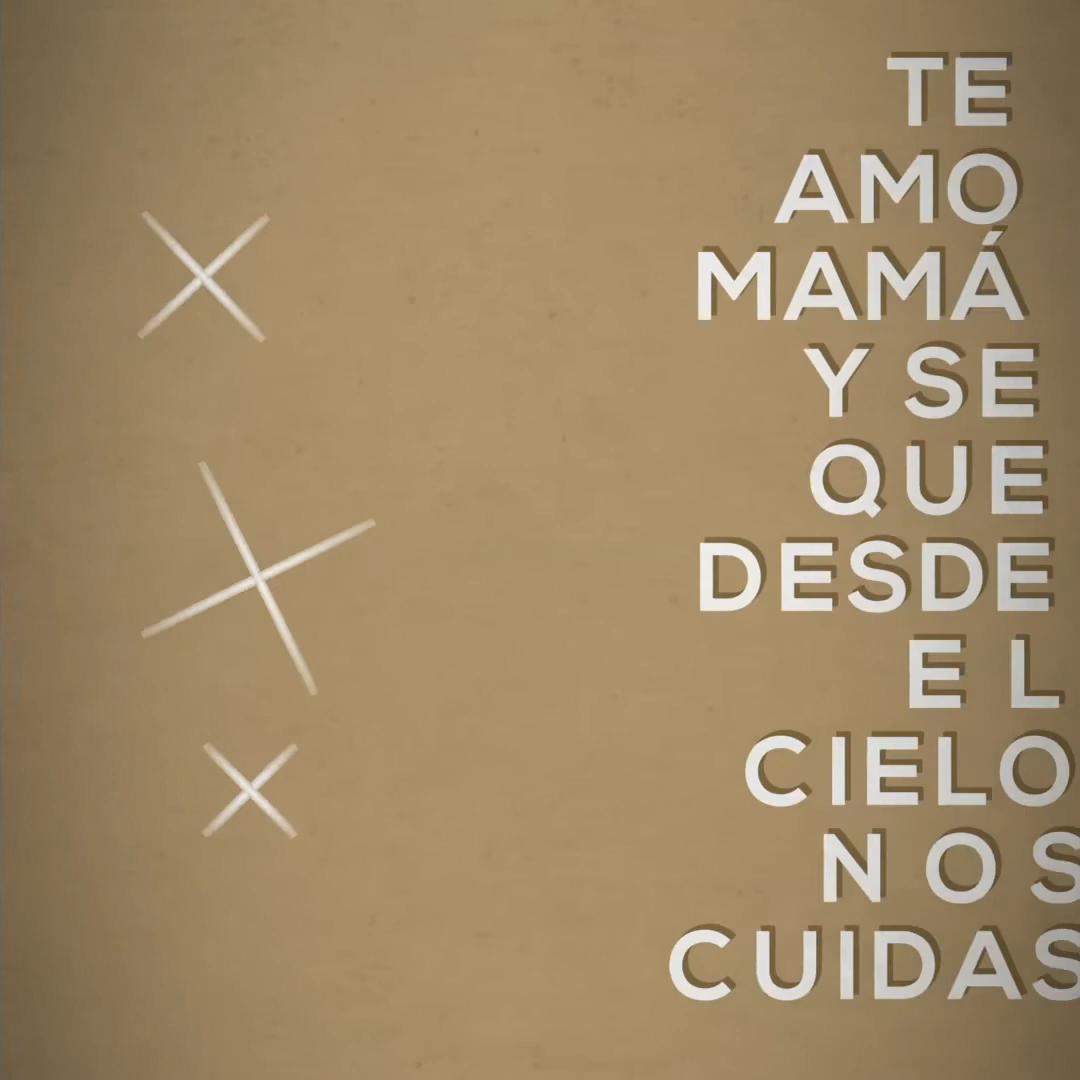 TE
AMO
MAMÁ
Y SE
QUE
DESDE
EL
CIELO
NOS
CUIDAS